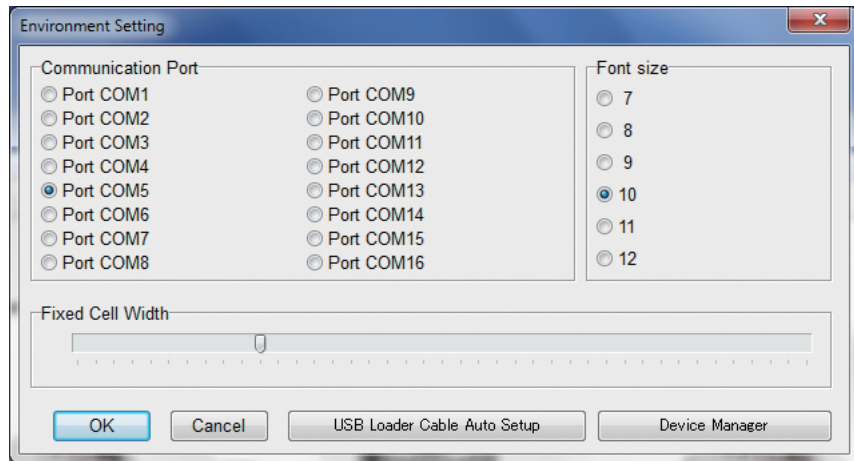 Environment Setting
Communication Port
Port COM1
Port COM2
Port COM3
Port COM4
Port COM5
Port COM6
Port COM7
Port COM8
Port COM9
Port COM10
Port COM11
Port COM12
Port COM13
Port COM14
Port COM15
Port COM16
Font size
7
8
9
10
11
12
Fixed Cell Width
OK
Cancel
USB Loader Cable Auto Setup
Device Manager